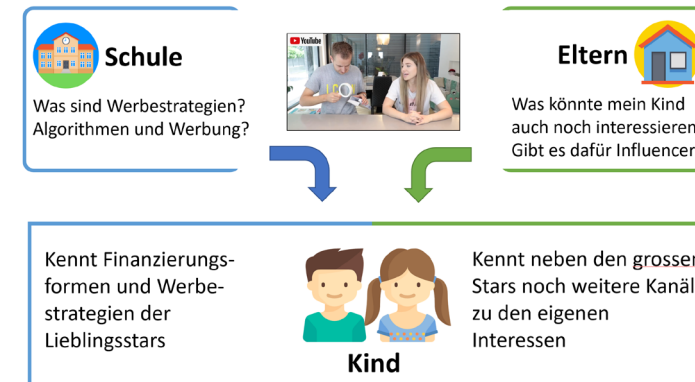 Schule
Was sind Werbestrategien?
Algorithmen und Werbung?
YouTube
Eltern
Was könnte mein Kind
auch noch interessieren
Gibt es dafür Influencer
Kennt Finanzierungs-
formen und Werbe-
strategien der
Lieblingsstars
Kind
Kennt neben den grossen
Stars noch weitere Kanäl
zu den eigenen
Interessen